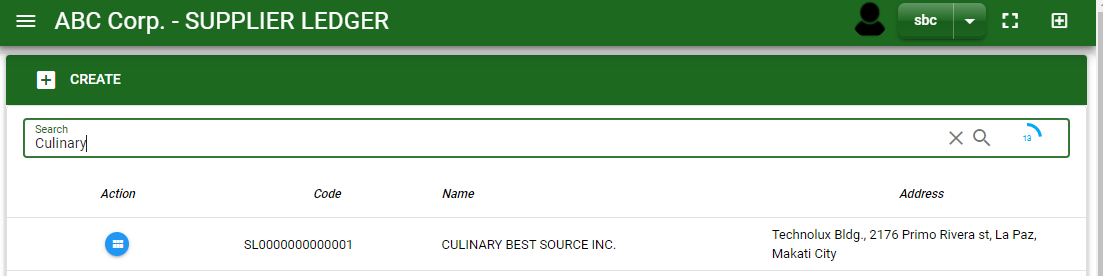 ABC Corp. - SUPPLIER LEDGER
sbc
CREATE
Search
Culinary
13
Action Code Name Address
SL0000000000001 CULINARY BEST SOURCE INC. Technolux Bldg., 2176 Primo Rivera st, La Paz,
Makati City